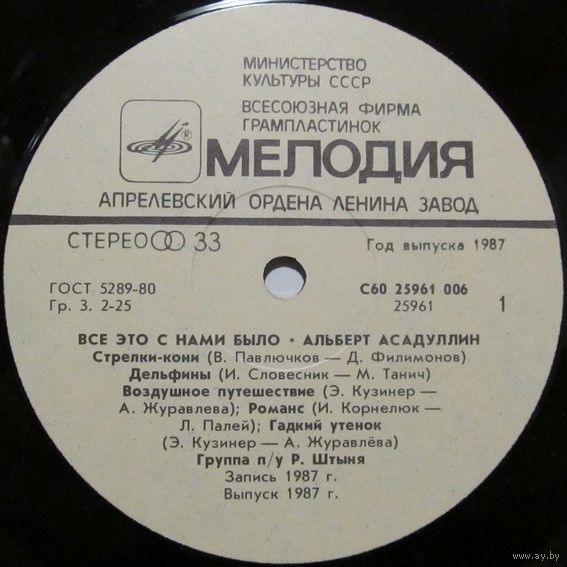 МИНИСТЕРСТВО
КУЛЬТУРЫ СССР
ВСЕСОЮЗНАЯ ФИРМА
ГРАМПЛАСТИНОК
®
МЕЛОДИЯ
АПРЕЛЕВСКИЙ ОРДЕНА ЛЕНИНА ЗАВОД
СТЕРЕО 33
Год выпуска 1987
ГОСТ 5289-80
С60 25961 006
Гр. 3. 2-25
25961
1
ВСЕ ЭТО С НАМИ БЫЛО • АЛЬБЕРТ АСАДУЛЛИН
Стрелки-кони (В. Павлючков — Д. Филимонов)
Дельфины (И. Словесник — М. Танич)
Воздушное путешествие (Э. Кузинер —
А. Журавлева); Романс (И. Корнелюк —
Л. Палей); Гадкий утенок
(Э. Кузинер — А. Журавлёва)
Группа п/у Р. Штыня
Запись 1987 г.
Выпуск 1987 г.
www.ay.by